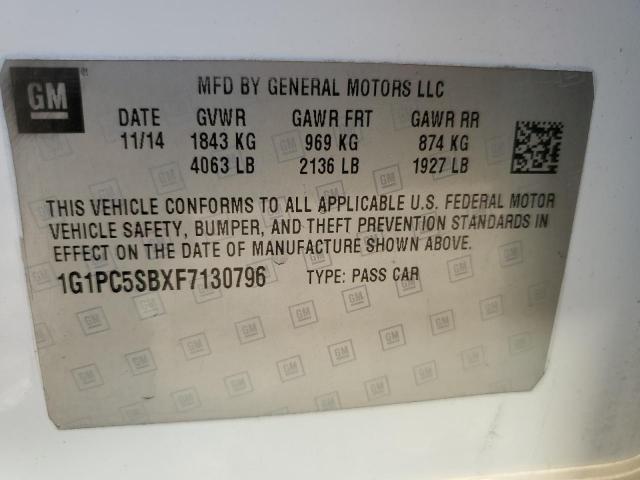 GM
MFD BY GENERAL MOTORS LLC
DATE GVWR GAWR FRT GAWR RR
11/14 1843 KG 969 KG 874 KG
4063 LB 2136 LB 1927 LB
THIS VEHICLE CONFORMS TO ALL APPLICABLE U.S. FEDERAL MOTOR
VEHICLE SAFETY, BUMPER, AND THEFT PREVENTION STANDARDS IN
EFFECT ON THE DATE OF MANUFACTURE SHOWN ABOVE.
1G1PC5SBXF7130796 TYPE: PASS CAR